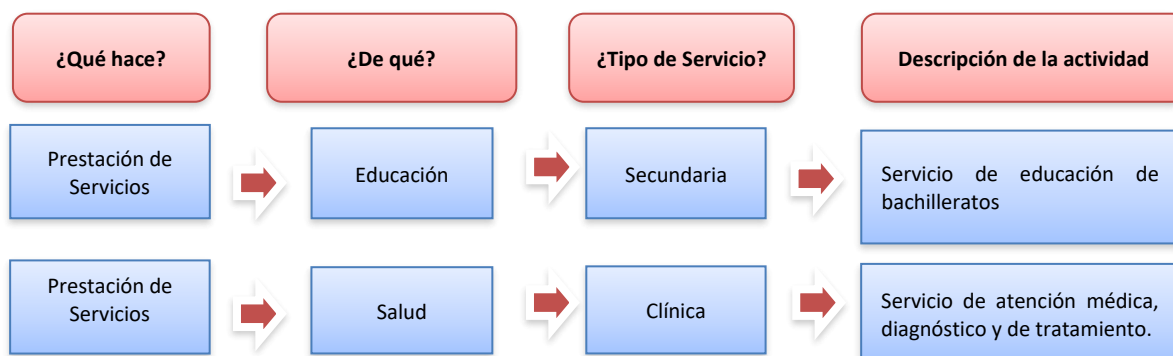 ¿Qué hace?
¿De qué?
¿Tipo de Servicio?
Descripción de la actividad
Prestación de
Servicios
Educación
Secundaria
Servicio de educación de
bachilleratos
Prestación de
Servicios
Salud
Clínica
Servicio de atención médica,
diagnóstico y de tratamiento.